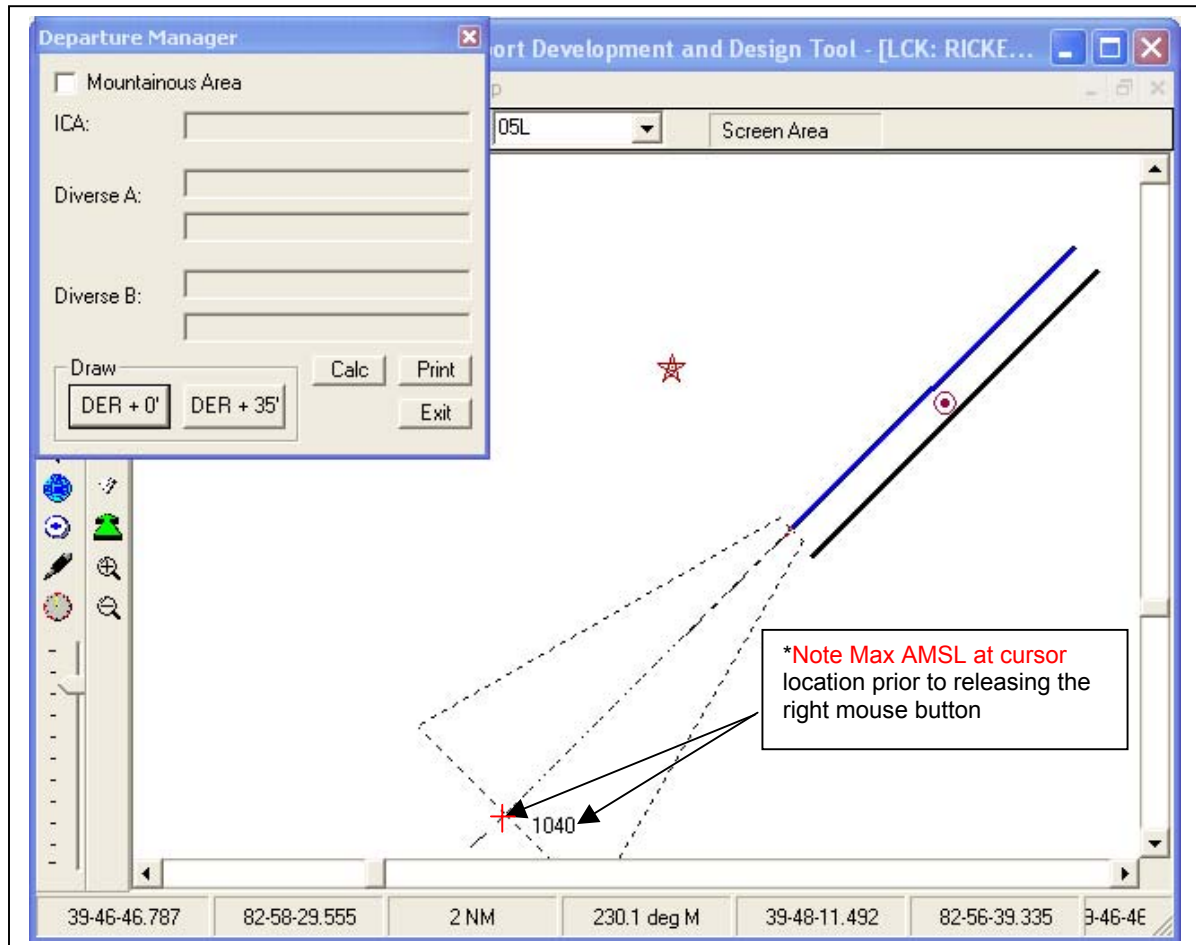 Departure Manager
ort Development and Design Tool - [LCK: RICKE...
Mountainous Area
ICA:
05L
Screen Area
Diverse A:
Diverse B:
Draw
Calc
Print
DER + 0'
DER + 35'
Exit
*Note Max AMSL at cursor
location prior to releasing the
right mouse button
1040
39-46-46.787
82-58-29.555
2 NM
230.1 deg M
39-48-11.492
82-56-39.335
9-46-4